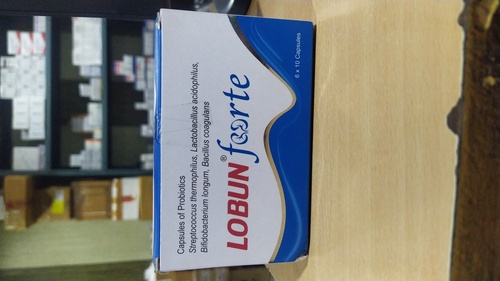 Capsules of Probiotics
Streptococcus thermophilus, Lactobacillus acidophilus,
Bifidobacterium longum, Bacillus coagulans
LOBUN® forte
6 x 10 Capsules